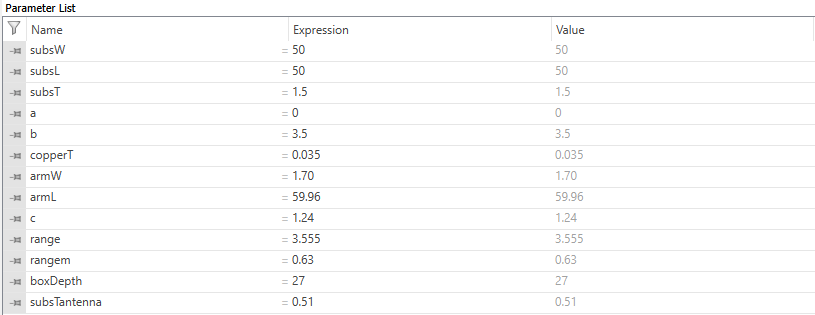 Parameter List
Name Expression Value
subsW = 50 50
subsL = 50 50
subsT = 1.5 1.5
a = 0 0
b = 3.5 3.5
copperT = 0.035 0.035
armW = 1.70 1.70
armL = 59.96 59.96
c = 1.24 1.24
range = 3.555 3.555
rangem = 0.63 0.63
boxDepth = 27 27
subsTantenna = 0.51 0.51